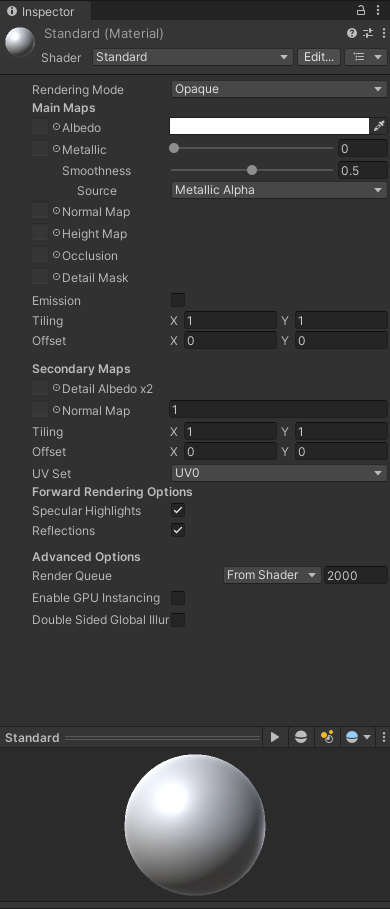 Inspector
Standard (Material)
Shader Standard Edit...
Rendering Mode Opaque
Main Maps
Albedo
Metallic 0
Smoothness 0.5
Source Metallic Alpha
Normal Map
Height Map
Occlusion
Detail Mask
Emission
Tiling X 1 Y 1
Offset X 0 Y 0
Secondary Maps
Detail Albedo x2
Normal Map 1
Tiling X 1 Y 1
Offset X 0 Y 0
UV Set UV0
Forward Rendering Options
Specular Highlights
Reflections
Advanced Options
Render Queue From Shader 2000
Enable GPU Instancing
Double Sided Global Illur
Standard